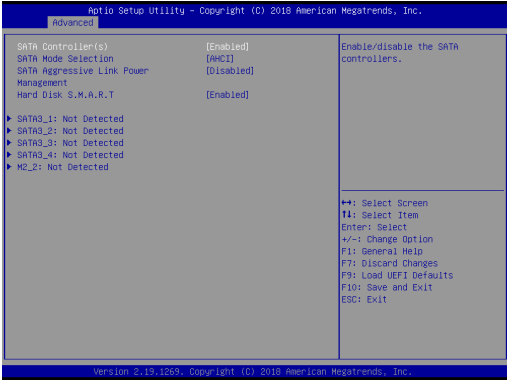 Aptio Setup Utility – Copyright (C) 2018 American Megatrends, Inc.
Advanced
SATA Controller(s) [Enabled]
SATA Mode Selection [AHCI]
SATA Aggressive Link Power [Disabled]
Management
Hard Disk S.M.A.R.T [Enabled]
SATA3_1: Not Detected
SATA3_2: Not Detected
SATA3_3: Not Detected
SATA3_4: Not Detected
M2_2: Not Detected
Enable/disable the SATA
controllers.
↔: Select Screen
↑↓: Select Item
Enter: Select
+/-: Change Option
F1: General Help
F7: Discard Changes
F9: Load UEFI Defaults
F10: Save and Exit
ESC: Exit
Version 2.19.1269. Copyright (C) 2018 American Megatrends, Inc.